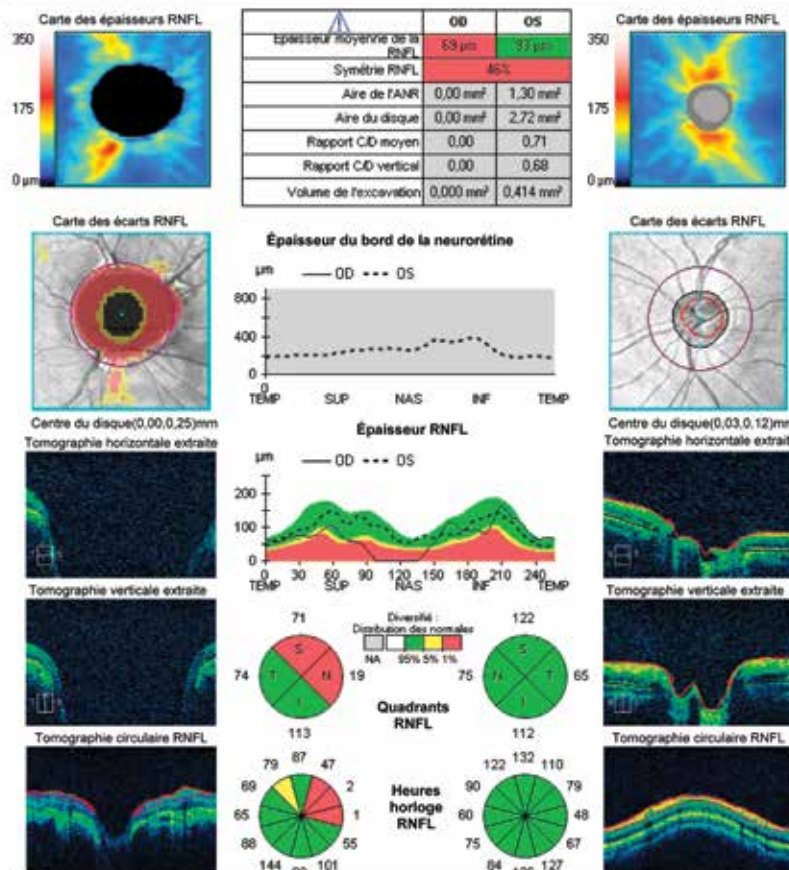 Carte des épaisseurs RNFL
350
175
0 µm
OD OS
Epaisseur moyenne de la RNFL 69 µm 93 µm
Symétrie RNFL 46%
Aire de l'ANR 0,00 mm² 1,30 mm²
Aire du disque 0,00 mm² 2,72 mm²
Rapport C/D moyen 0,00 0,71
Rapport C/D vertical 0,00 0,68
Volume de l'excavation 0,000 mm² 0,414 mm²
Carte des épaisseurs RNFL
350
175
0 µm
Carte des écarts RNFL
Centre du disque(0,00,0,25)mm
Épaisseur du bord de la neurorétine
µm
OD OS
800
400
0
0
TEMP SUP NAS INF TEMP
Carte des écarts RNFL
Centre du disque(0,03,0,12)mm
Tomographie horizontale extraite
Épaisseur RNFL
µm
OD OS
200
100
0
0 30 60 90 120 150 180 210 240
TEMP SUP NAS INF TEMP
Tomographie horizontale extraite
Tomographie verticale extraite
Diversifié :
Distribution des normales
NA 95% 5% 1%
71
S
74 T N 19
I
113
Quadrants
RNFL
122
S
75 N T 65
I
112
Tomographie verticale extraite
Tomographie circulaire RNFL
87
79 47
69 2
65 1
88 55
144 101
Heures
horloge
RNFL
132
122 110
90 79
60 48
75 67
84 127
Tomographie circulaire RNFL